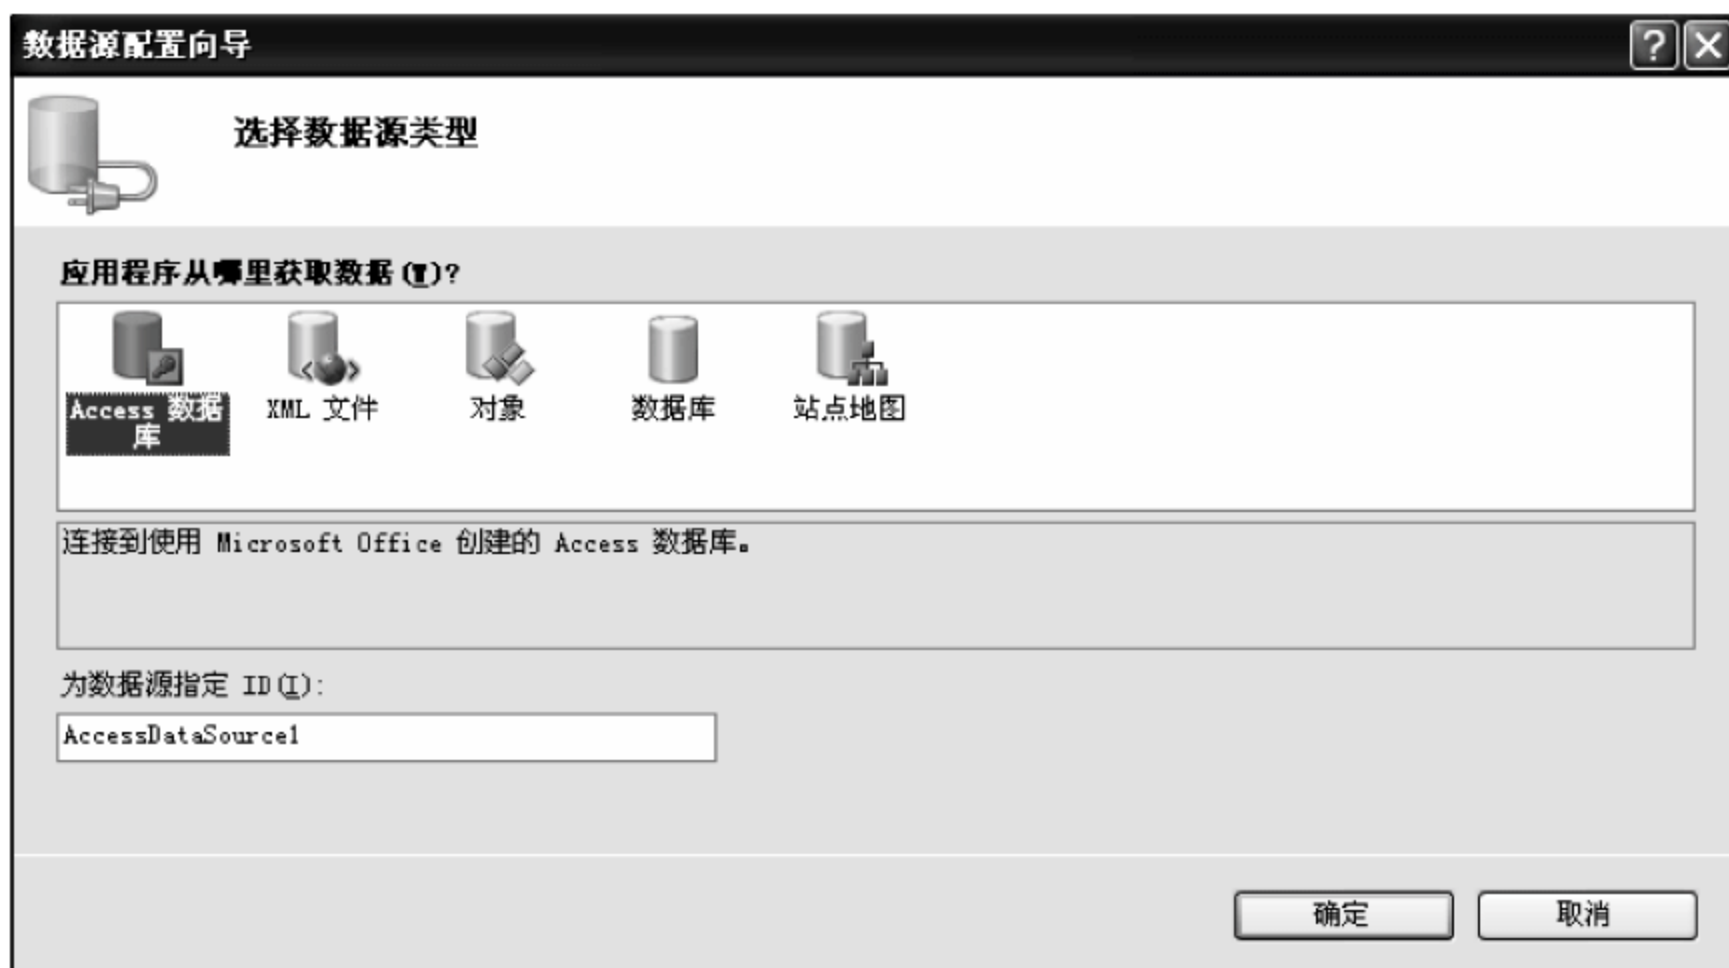 数据源配置向导
选择数据源类型
应用程序从哪里获取数据(W)?
Access 数据
库
XML 文件
对象
数据库
站点地图
连接到使用 Microsoft Office 创建的 Access 数据库。
为数据源指定 ID(I):
AccessDataSource1
确定
取消